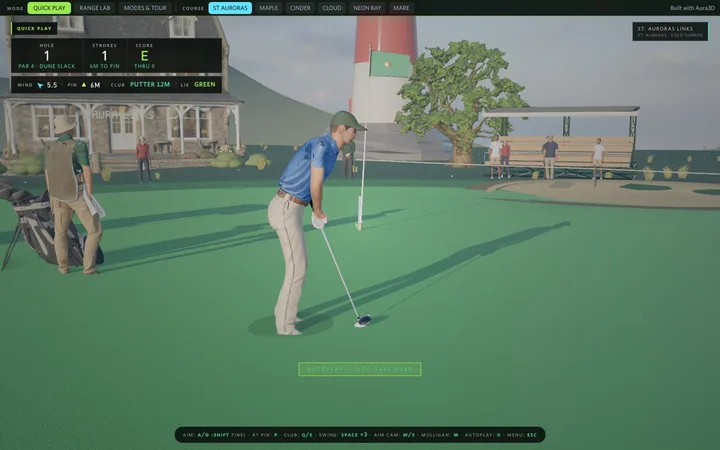 MODE QUICK PLAY RANGE LAB MODES & TOUR COURSE ST AURORAS MAPLE CINDER CLOUD NEON BAY MARE Built with Aura3D
QUICK PLAY
ST. AURORAS LINKS
HOLE STROKES SCORE
1 1 E
PAR 4 · DUNE SLACK 6M TO PIN THRU 0
WIND 5.5 PIN 6M CLUB PUTTER 12M LIE GREEN
AIM: A/D (SHIFT FINE) · AT PIN: P · CLUB: Q/E · SWING: SPACE ×3 · AIM CAM: W/S · MULLIGAN: M · AUTOPLAY: O · MENU: ESC